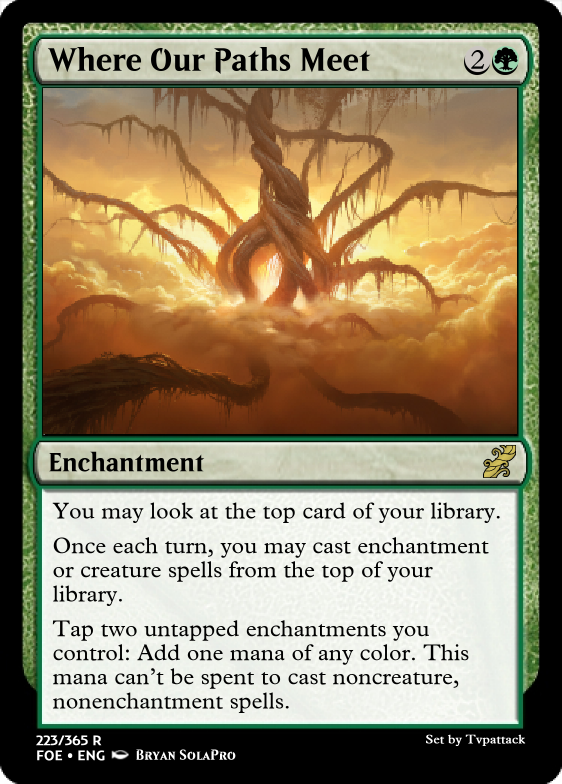 Where Our Paths Meet 2
Enchantment
You may look at the top card of your library.
Once each turn, you may cast enchantment
or creature spells from the top of your
library.
Tap two untapped enchantments you
control: Add one mana of any color. This
mana can't be spent to cast noncreature,
nonenchantment spells.
223/365 R
FOE • ENG Bryan SolaPro
Set by Tvpattack